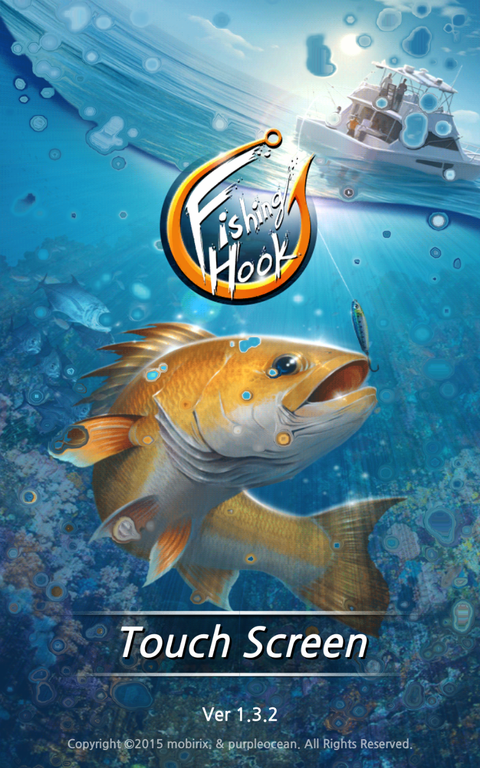 Fishing
Hook
Touch Screen
Ver 1.3.2
Copyright ©2015 mobirix, & purpleocean. All Rights Reserved.